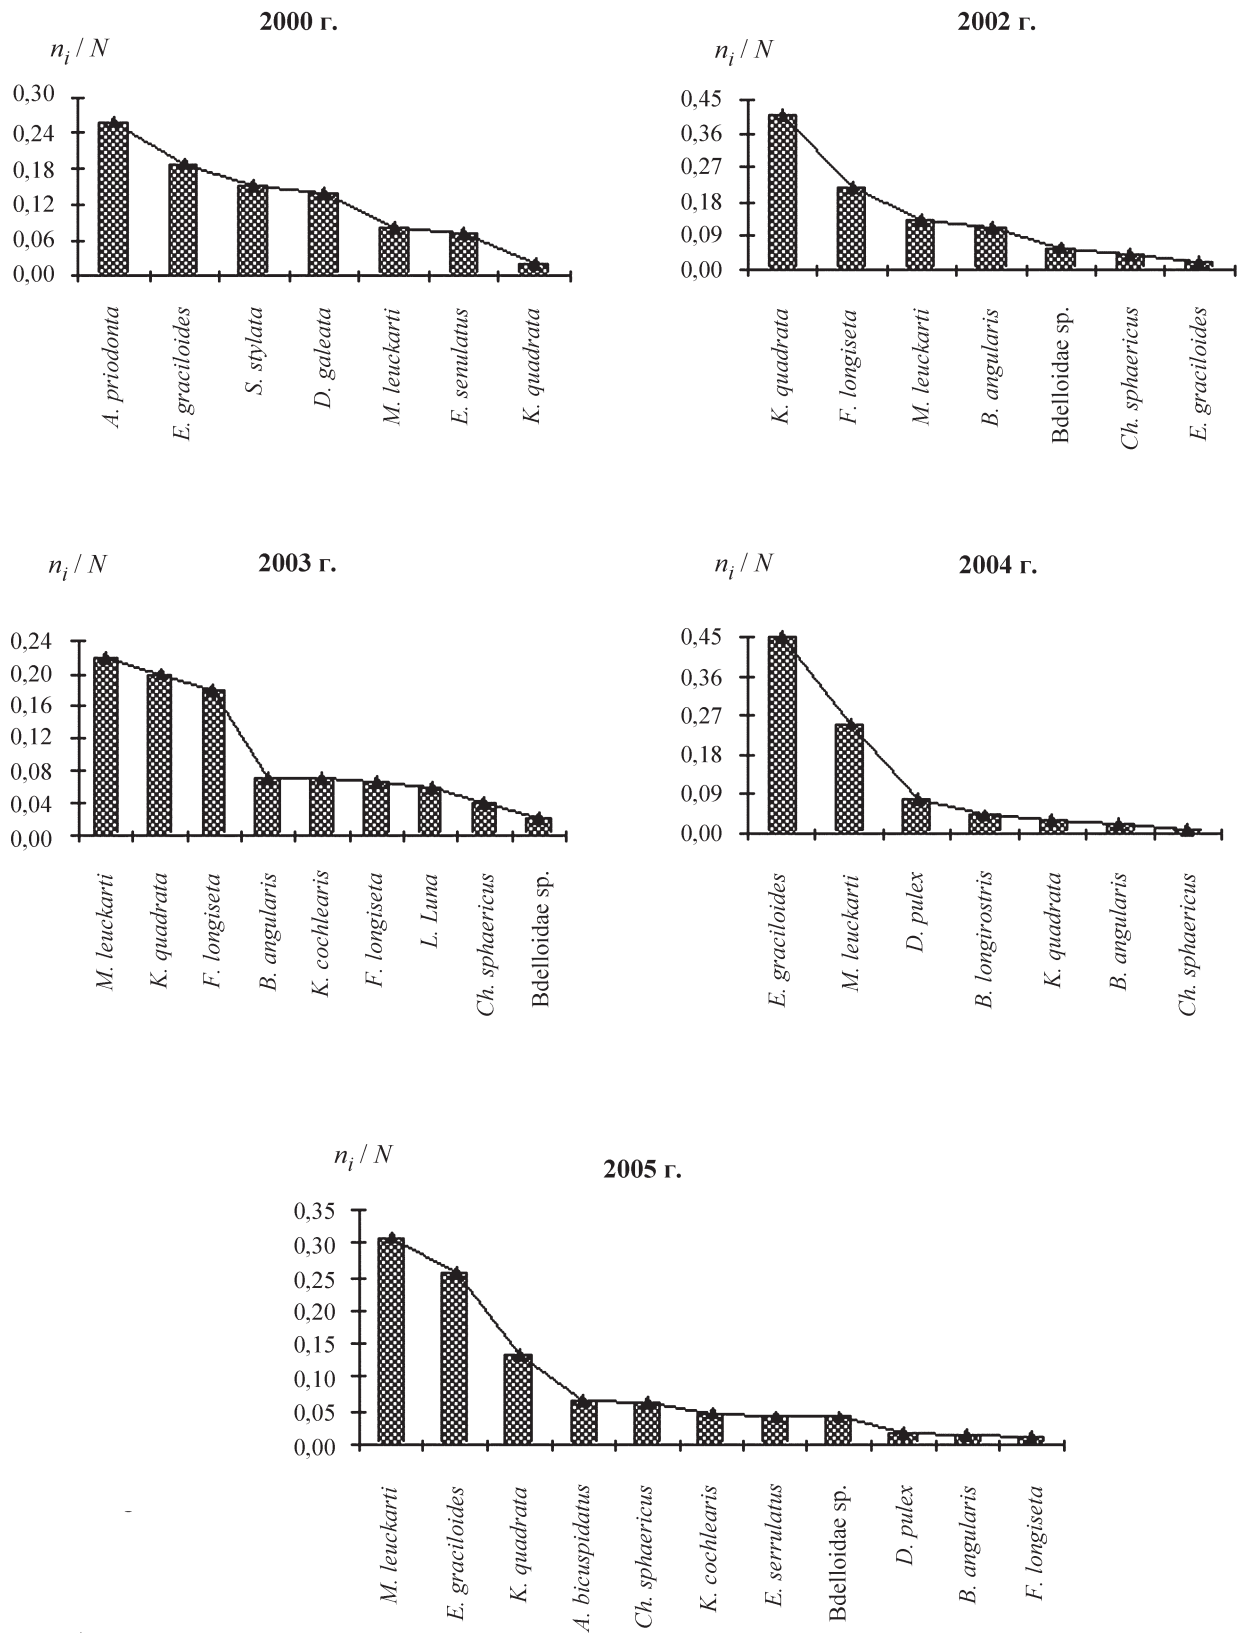 2000 г.
n_i / N
0,30
0,24
0,18
0,12
0,06
0,00
A. priodonta
E. graciloides
S. stylata
D. galeata
M. leuckarti
E. senulatus
K. quadrata
2002 г.
n_i / N
0,45
0,36
0,27
0,18
0,09
0,00
K. quadrata
F. longiseta
M. leuckarti
B. angularis
Bdelloidae sp.
Ch. sphaericus
E. graciloides
2003 г.
n_i / N
0,24
0,20
0,16
0,12
0,08
0,04
0,00
M. leuckarti
K. quadrata
F. longiseta
B. angularis
K. cochlearis
F. longiseta
L. Luna
Ch. sphaericus
Bdelloidae sp.
2004 г.
n_i / N
0,45
0,36
0,27
0,18
0,09
0,00
E. graciloides
M. leuckarti
D. pulex
B. longirostris
K. quadrata
B. angularis
Ch. sphaericus
2005 г.
n_i / N
0,35
0,30
0,25
0,20
0,15
0,10
0,05
0,00
M. leuckarti
E. graciloides
K. quadrata
A. bicuspidatus
Ch. sphaericus
K. cochlearis
E. serrulatus
Bdelloidae sp.
D. pulex
B. angularis
F. longiseta